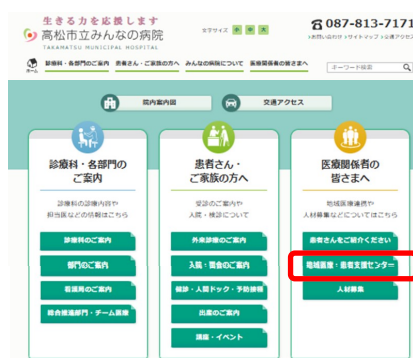 生きる力を応援します
高松市立みんなの病院
TAKAMATSU MUNICIPAL HOSPITAL
文字サイズ 小 中 大
087-813-7171
お問い合わせ サイトマップ 交通アクセス
ホーム
診療科・各部門のご案内 患者さん・ご家族の方へ みんなの病院について 医療関係者の皆さまへ
キーワード検索
院内案内図
交通アクセス
診療科・各部門の
ご案内
診療科の診療内容や
担当医などの情報はこちら
診療科のご案内
部門のご案内
看護局のご案内
総合推進部門・チーム医療
患者さん・
ご家族の方へ
受診のご案内や
入院・検診について
外来診療のご案内
入院・面会のご案内
健診・人間ドック・予防接種
出産のご案内
講座・イベント
医療関係者の
皆さまへ
地域医療連携や
人材募集などについてはこちら
患者さんをご紹介ください
地域医療・患者支援センター
人材募集